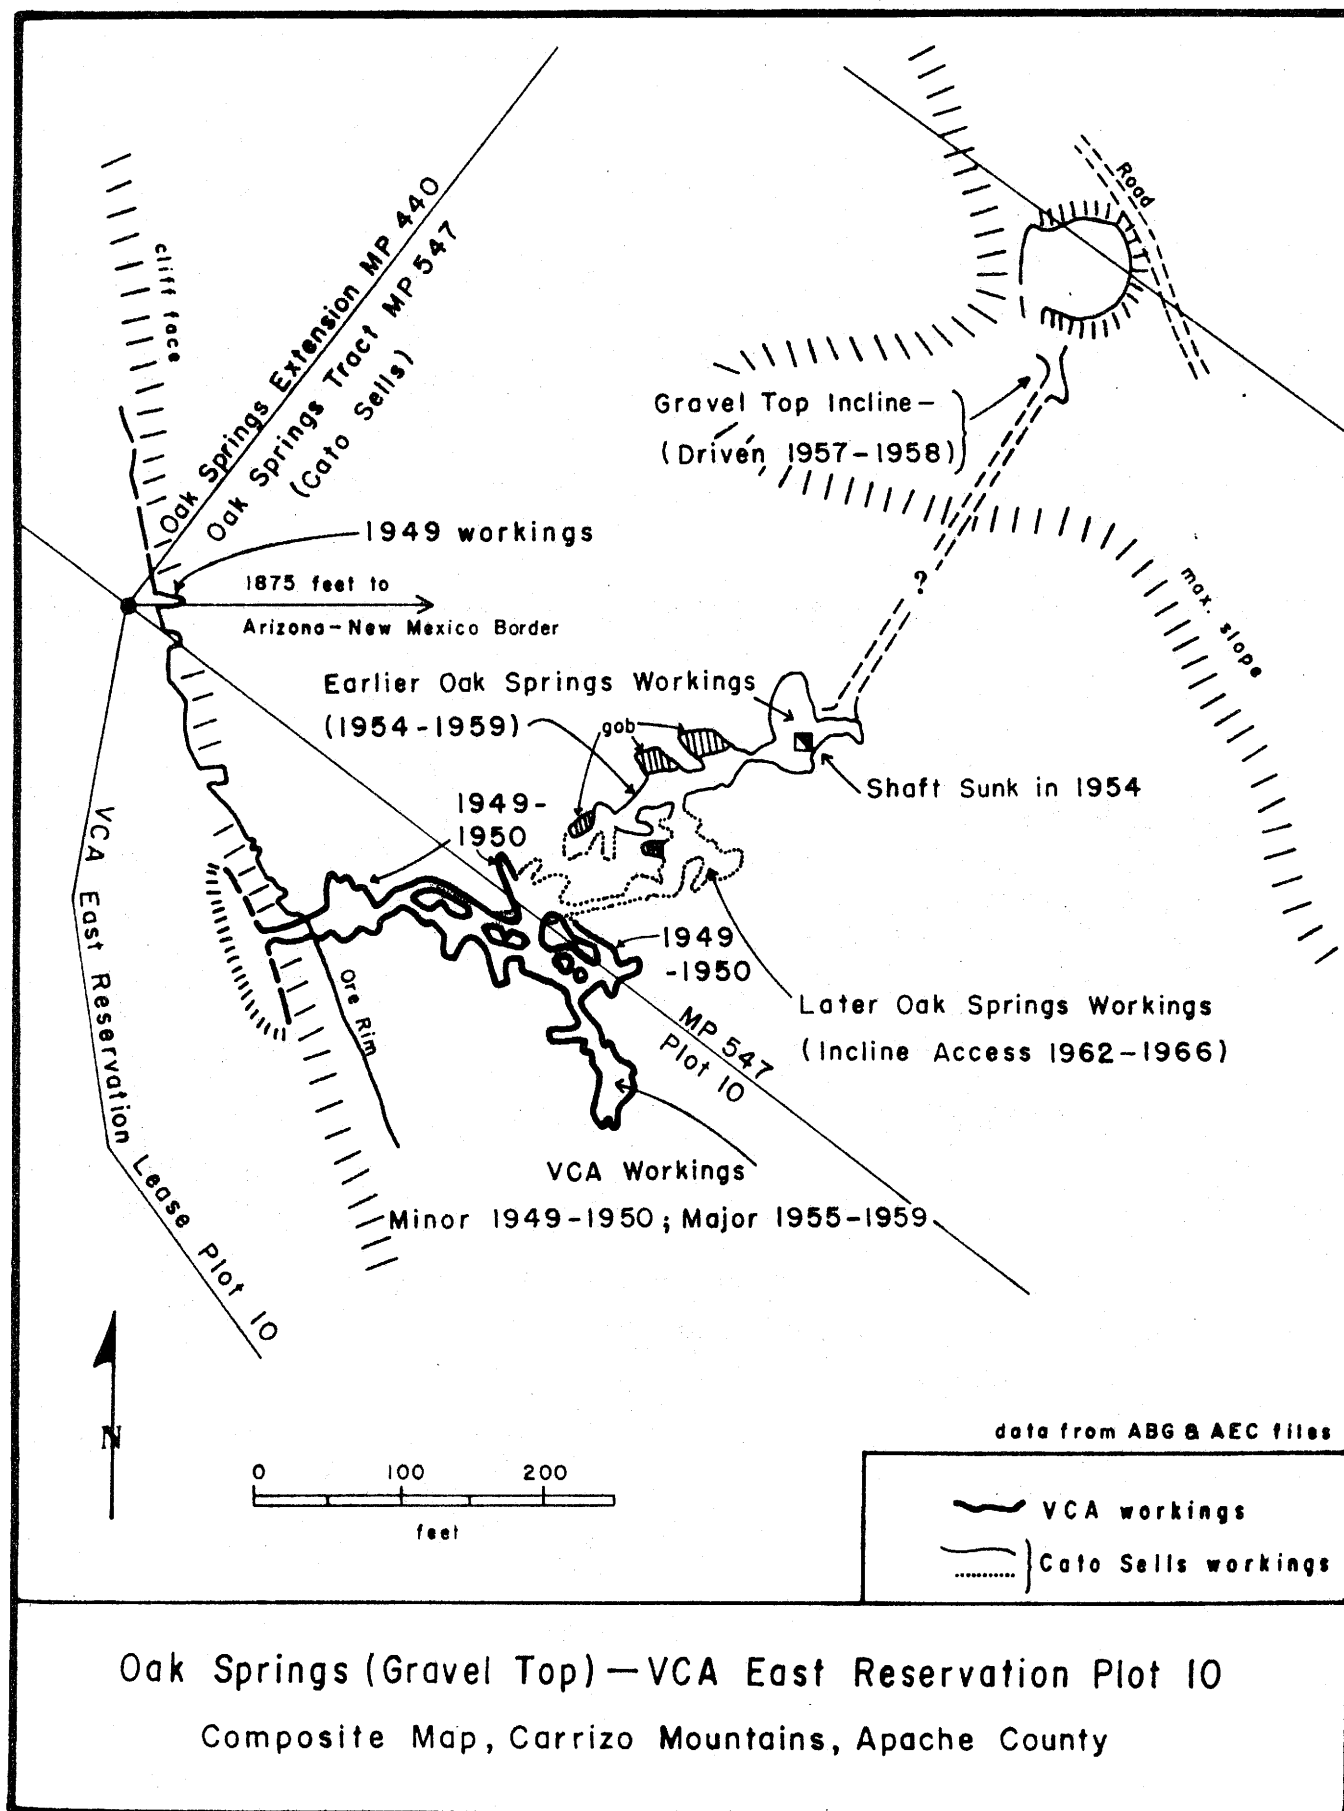 Road
cliff face
Oak Springs Extension MP 440
Oak Springs Tract MP 547
(Cato Sells)
Gravel Top Incline—
(Driven 1957-1958)
1949 workings
1875 feet to
Arizona-New Mexico Border
?
max. slope
Earlier Oak Springs Workings
(1954-1959)
gob
Shaft Sunk in 1954
1949-
1950
VCA East Reservation Lease Plot 10
1949
-1950
Ore Rim
Later Oak Springs Workings
(Incline Access 1962-1966)
MP 547
Plot 10
VCA Workings
Minor 1949-1950; Major 1955-1959
N
data from ABG & AEC files
0 100 200
feet
VCA workings
Cato Sells workings
Oak Springs (Gravel Top)—VCA East Reservation Plot 10
Composite Map, Carrizo Mountains, Apache County